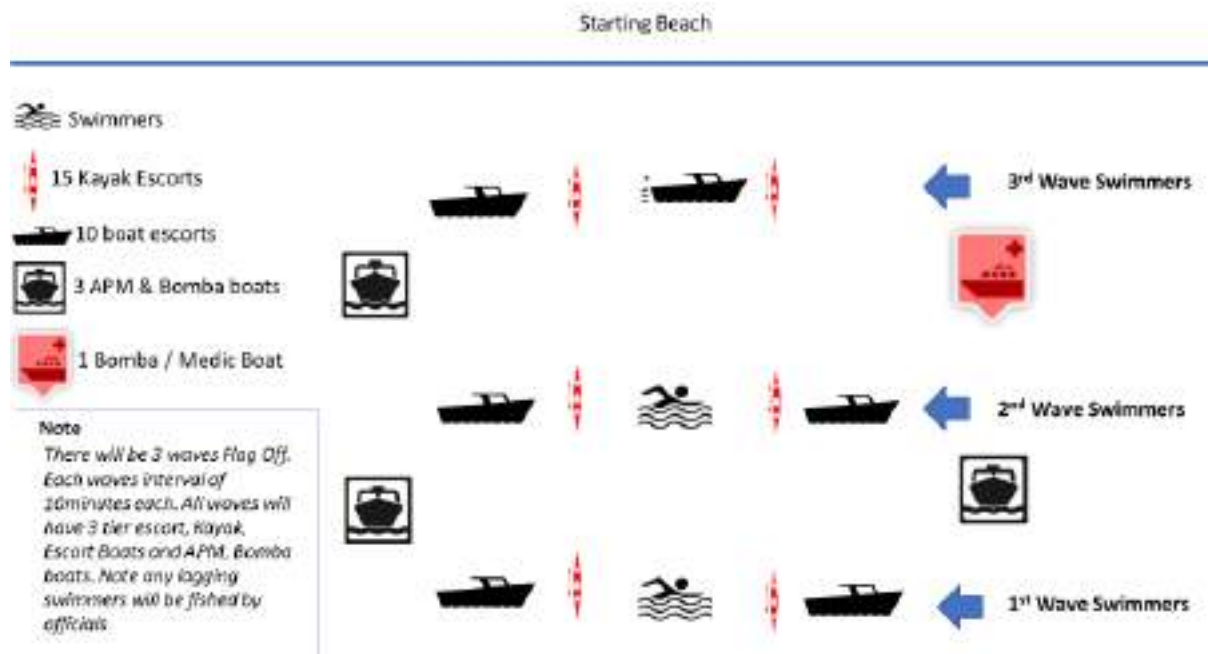 Starting Beach
Swimmers
15 Kayak Escorts
10 boat escorts
3 APM & Bomba boats
1 Bomba / Medic Boat
3rd Wave Swimmers
2nd Wave Swimmers
1st Wave Swimmers
Note
There will be 3 waves Flag Off.
Each waves interval of
10minutes each. All waves will
have 3 tier escort, Kayak,
Escort Boats and APM, Bomba
boats. Note any lagging
swimmers will be fished by
officials